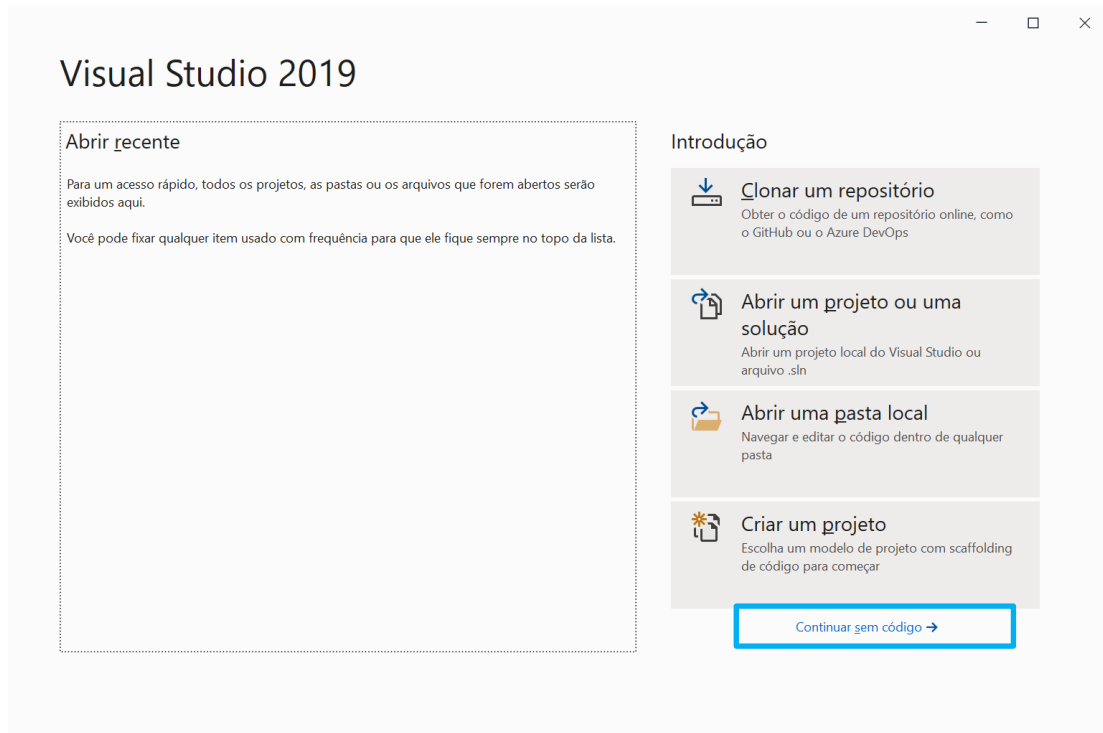 Visual Studio 2019
Abrir recente
Para um acesso rápido, todos os projetos, as pastas ou os arquivos que forem abertos serão
exibidos aqui.
Você pode fixar qualquer item usado com frequência para que ele fique sempre no topo da lista.
Introdução
Clonar um repositório
Obter o código de um repositório online, como
o GitHub ou o Azure DevOps
Abrir um projeto ou uma
solução
Abrir um projeto local do Visual Studio ou
arquivo .sln
Abrir uma pasta local
Navegar e editar o código dentro de qualquer
pasta
Criar um projeto
Escolha um modelo de projeto com scaffolding
de código para começar
Continuar sem código →